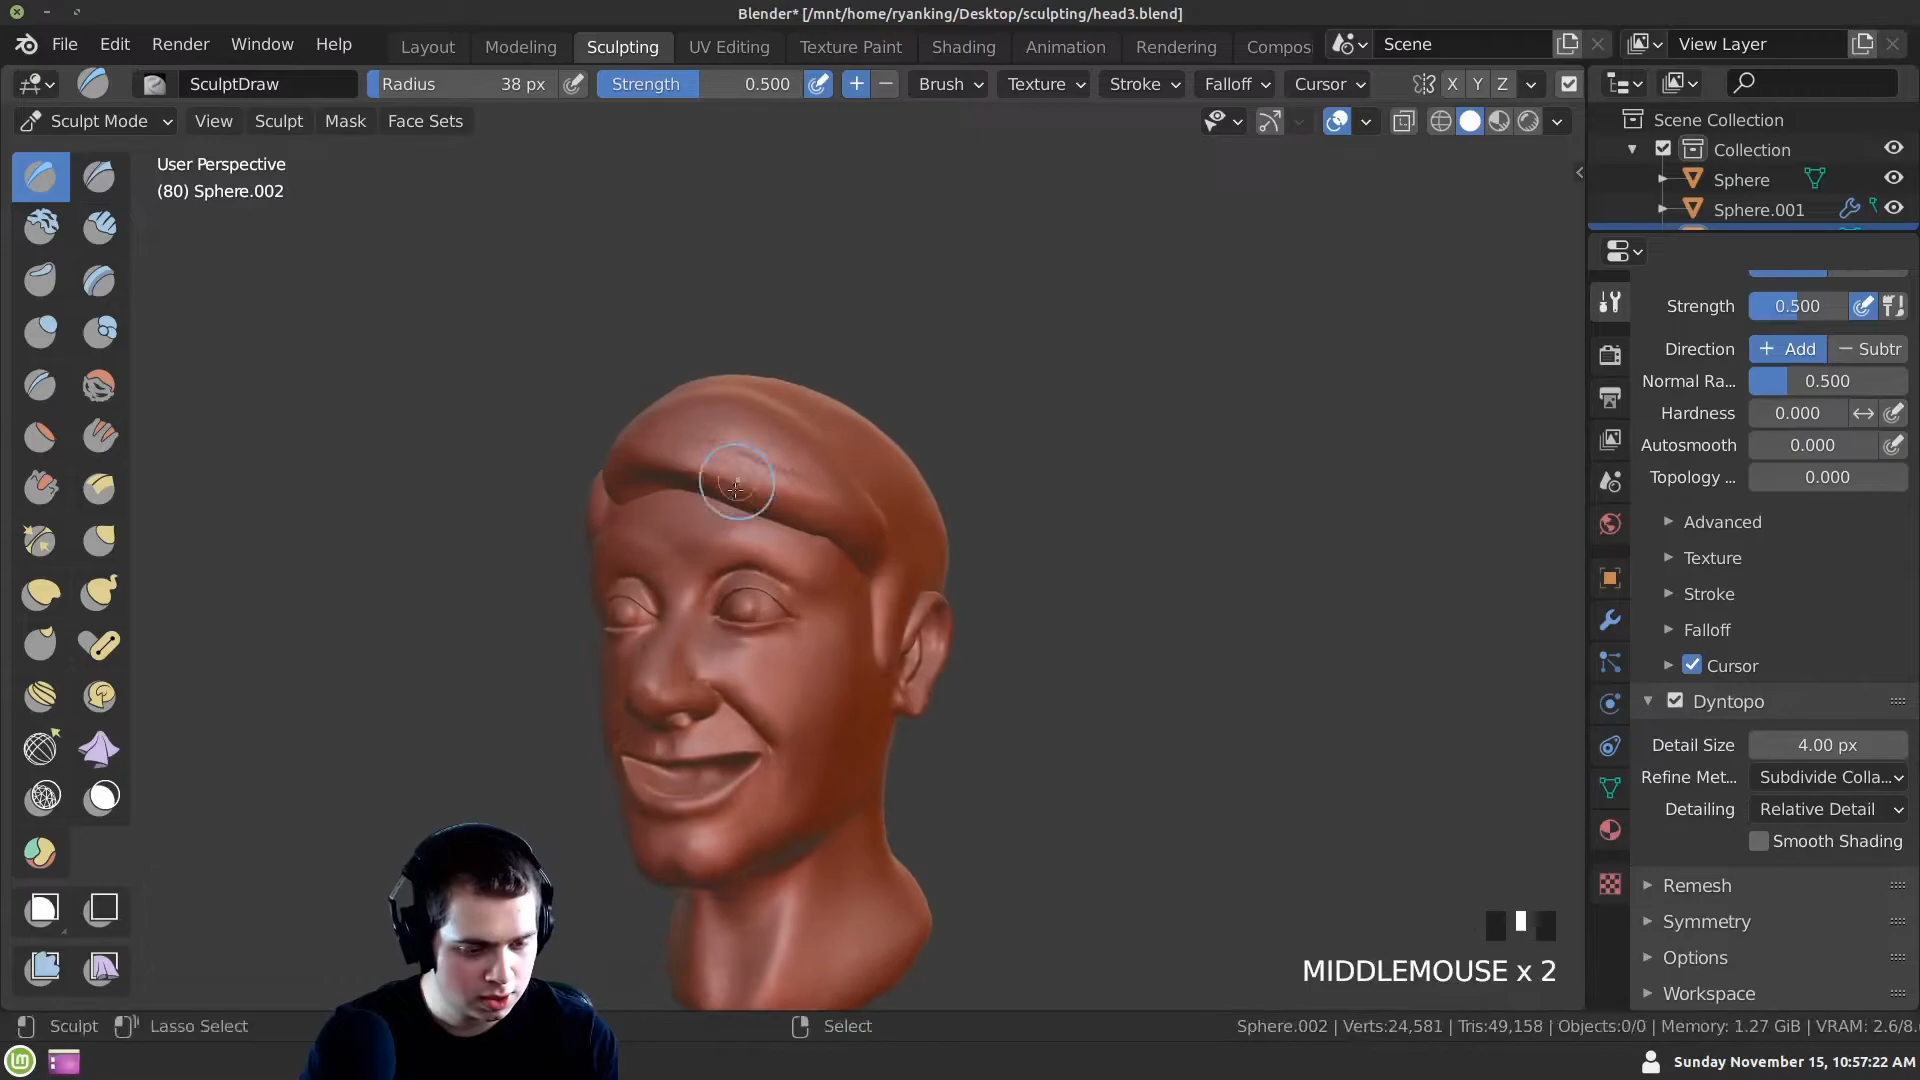 Blender* [/mnt/home/ryanking/Desktop/sculpting/head3.blend]
File Edit Render Window Help Layout Modeling Sculpting UV Editing Texture Paint Shading Animation Rendering Compos Scene View Layer
SculptDraw Radius 38 px Strength 0.500 Brush Texture Stroke Falloff Cursor X Y Z
Sculpt Mode View Sculpt Mask Face Sets
User Perspective
(80) Sphere.002
Scene Collection
Collection
Sphere
Sphere.001
Strength 0.500
Direction + Add − Subtr
Normal Ra... 0.500
Hardness 0.000
Autosmooth 0.000
Topology ... 0.000
Advanced
Texture
Stroke
Falloff
Cursor
Dyntopo
Detail Size 4.00 px
Refine Met... Subdivide Colla...
Detailing Relative Detail
Smooth Shading
Remesh
Symmetry
Options
Workspace
MIDDLEMOUSE x 2
Sculpt Lasso Select Select Sphere.002 | Verts:24,581 | Tris:49,158 | Objects:0/0 | Memory: 1.27 GiB | VRAM: 2.6/8.
Sunday November 15, 10:57:22 AM